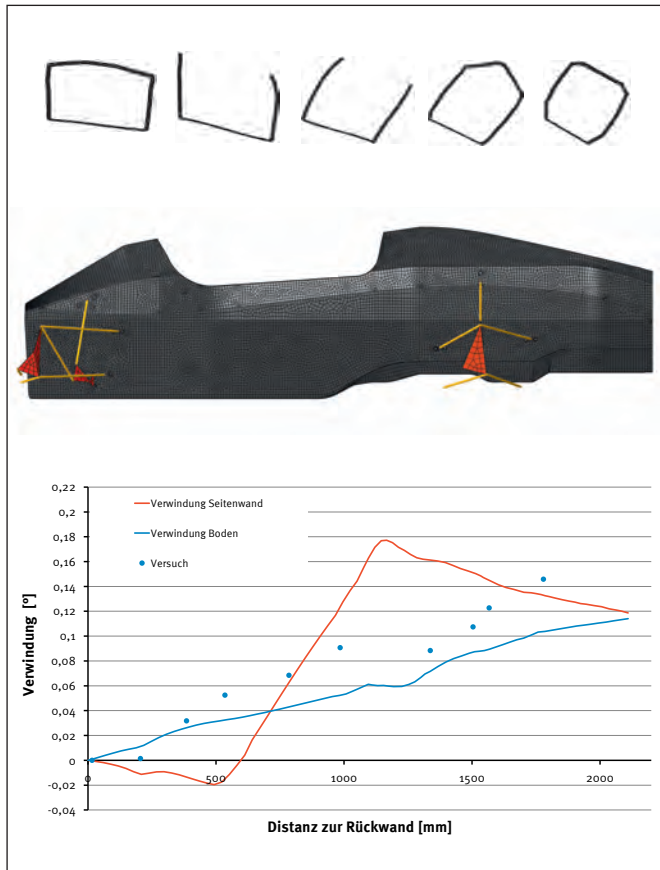 0,22
0,2
0,18
0,16
0,14
0,12
0,1
0,08
0,06
0,04
0,02
0
-0,02
-0,04
Verwindung [°]
Verwindung Seitenwand
Verwindung Boden
Versuch
0 500 1000 1500 2000
Distanz zur Rückwand [mm]